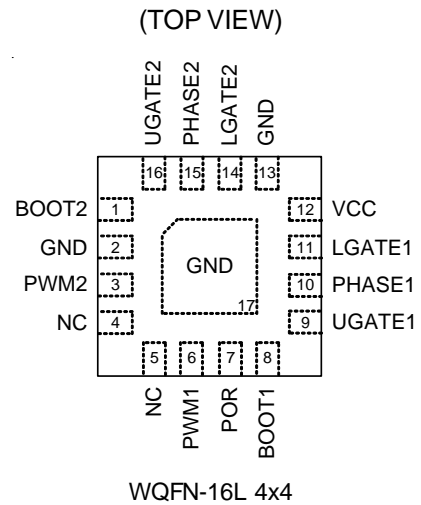 (TOP VIEW)
UGATE2
PHASE2
LGATE2
GND
16
15
14
13
BOOT2
1
12
VCC
GND
2
11
LGATE1
GND
PWM2
3
10
PHASE1
NC
4
17
9
UGATE1
5
6
7
8
NC
PWM1
POR
BOOT1
WQFN-16L 4x4